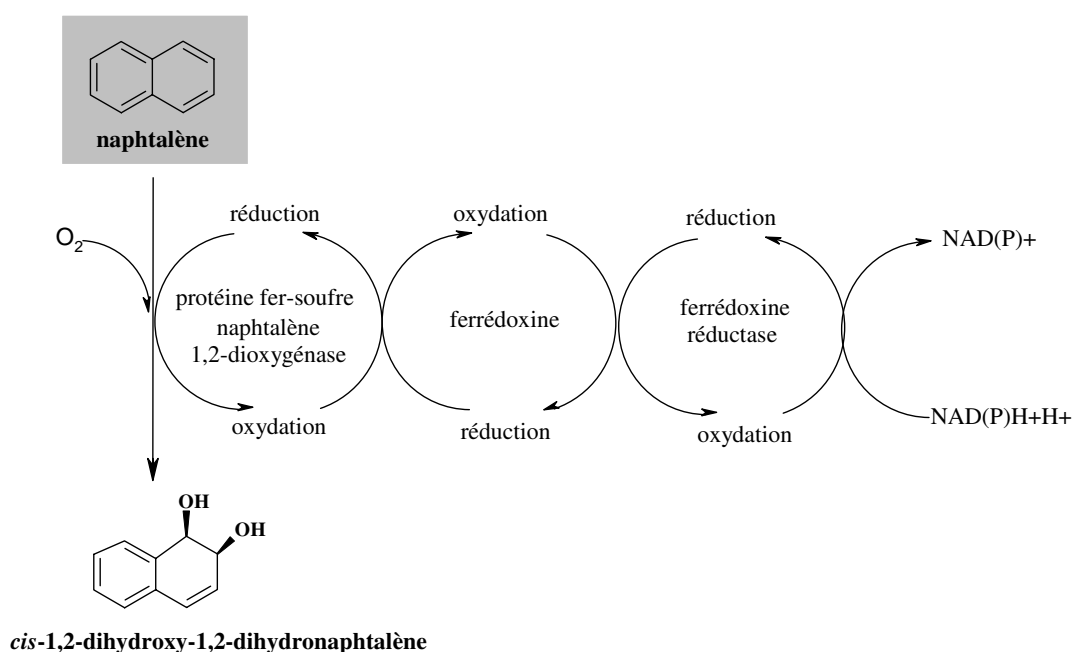 naphtalène
réduction
oxydation
réduction
O2
NAD(P)+
protéine fer-soufre
naphtalène
1,2-dioxygénase
ferrédoxine
ferrédoxine
réductase
NAD(P)H+H+
oxydation
réduction
oxydation
OH
OH
cis-1,2-dihydroxy-1,2-dihydronaphtalène